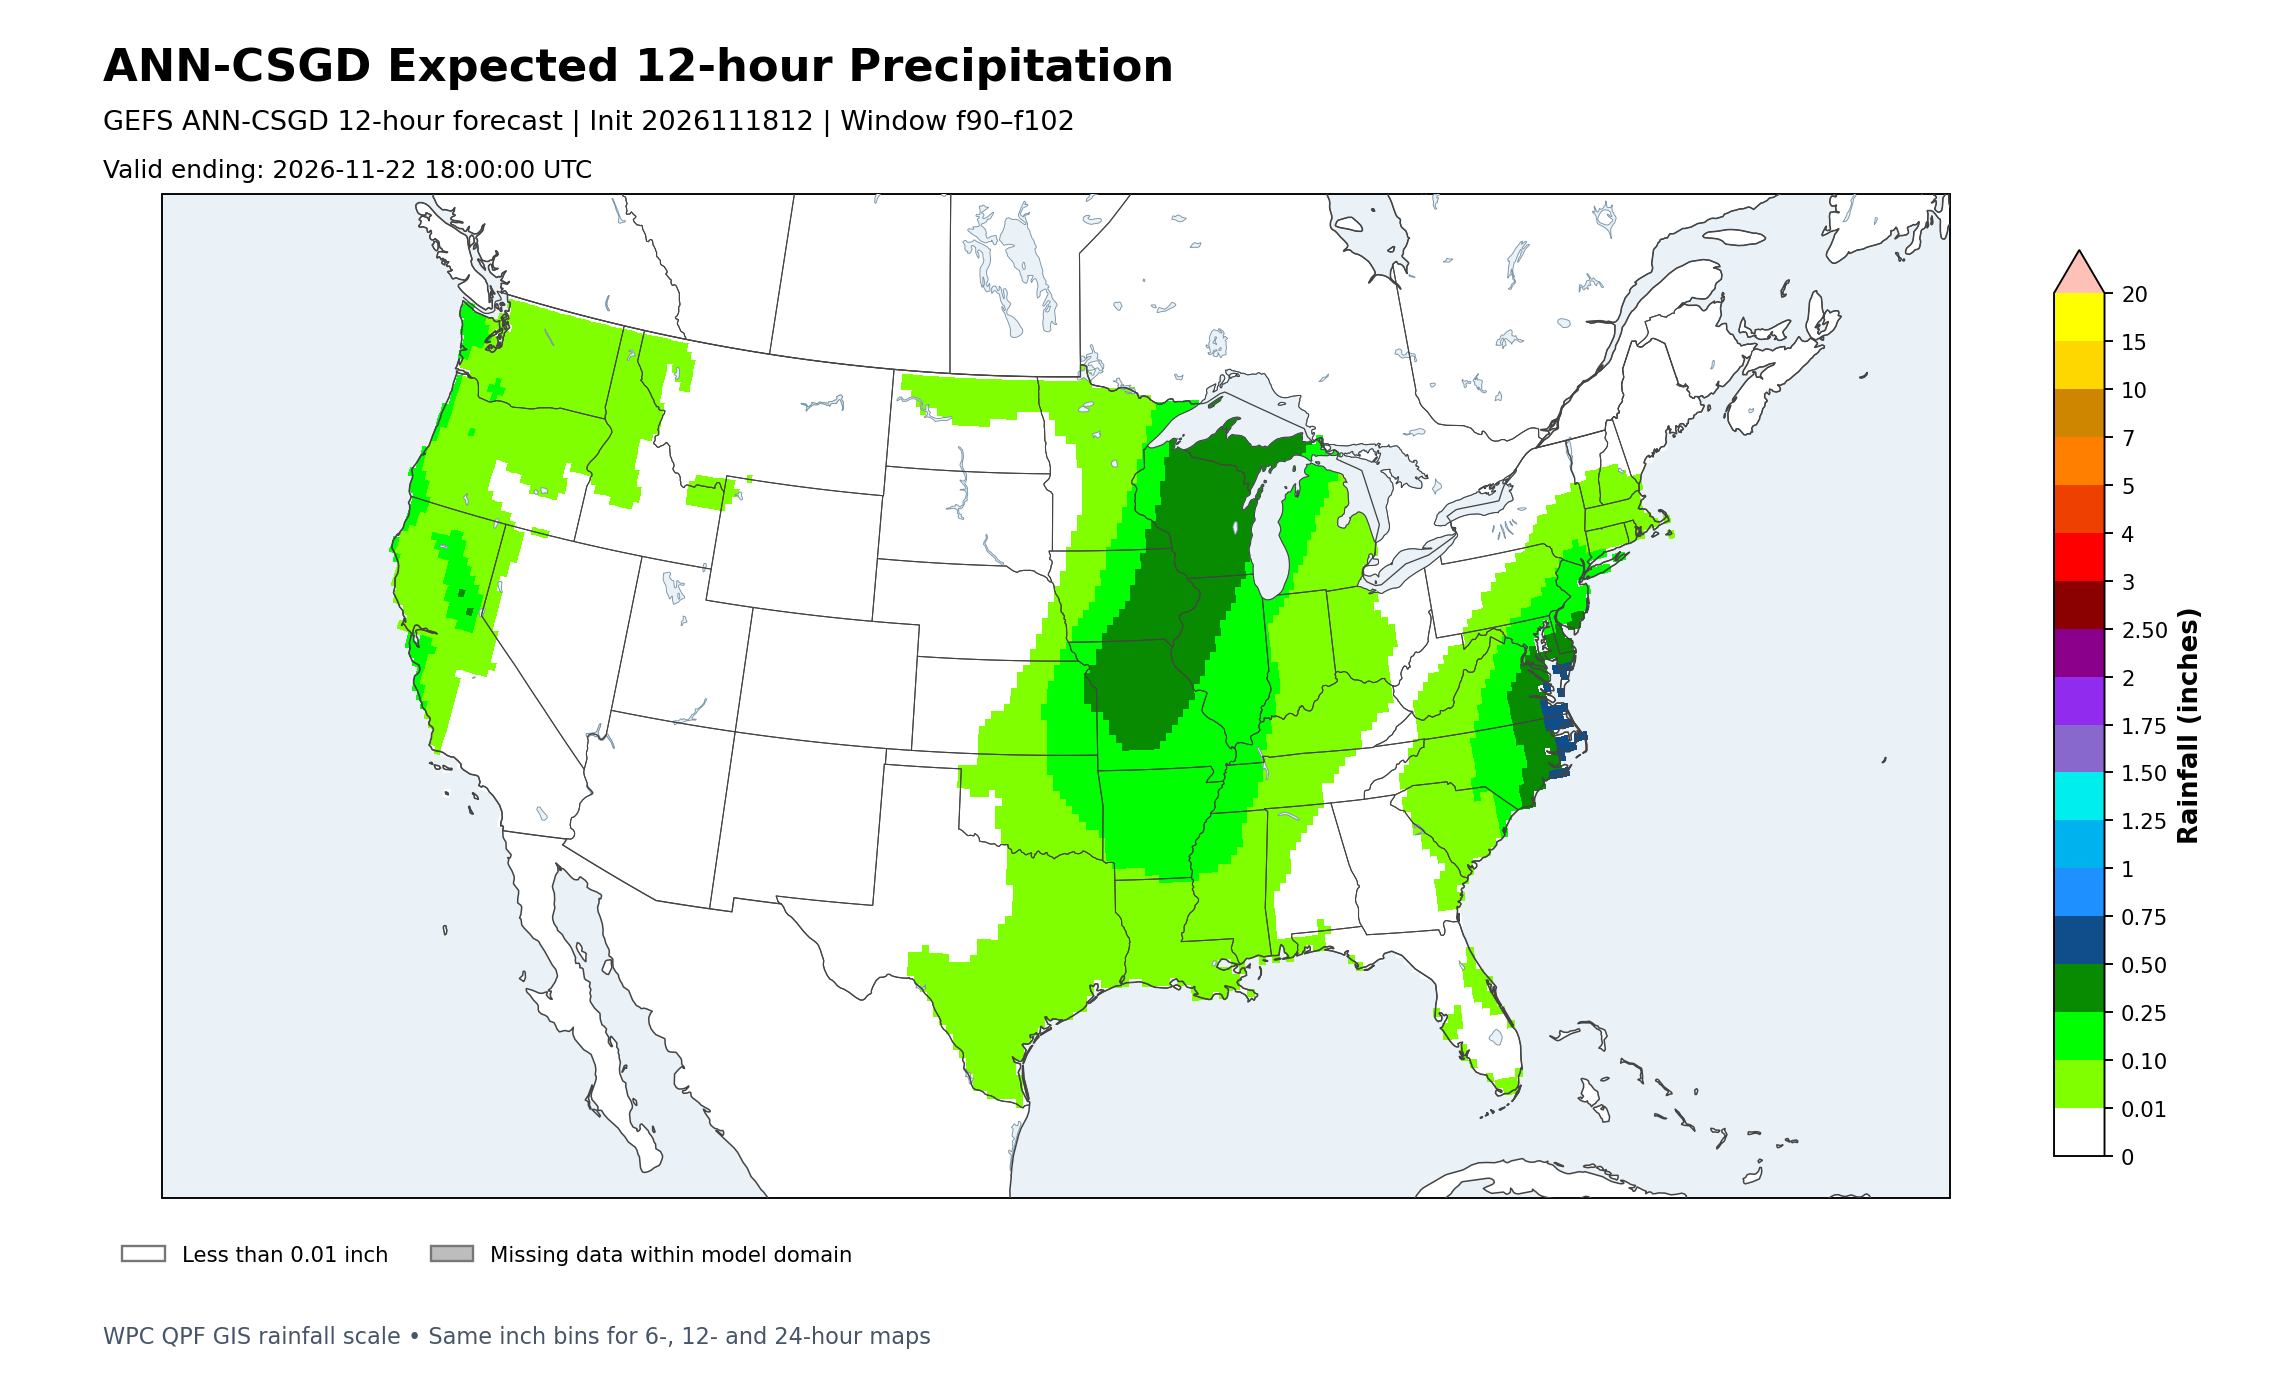 ANN-CSGD Expected 12-hour Precipitation
GEFS ANN-CSGD 12-hour forecast | Init 2026111812 | Window f90–f102
Valid ending: 2026-11-22 18:00:00 UTC
20
15
10
7
5
4
3
2.50
2
1.75
1.50
1.25
1
0.75
0.50
0.25
0.10
0.01
0
Rainfall (inches)
Less than 0.01 inch
Missing data within model domain
WPC QPF GIS rainfall scale • Same inch bins for 6-, 12- and 24-hour maps